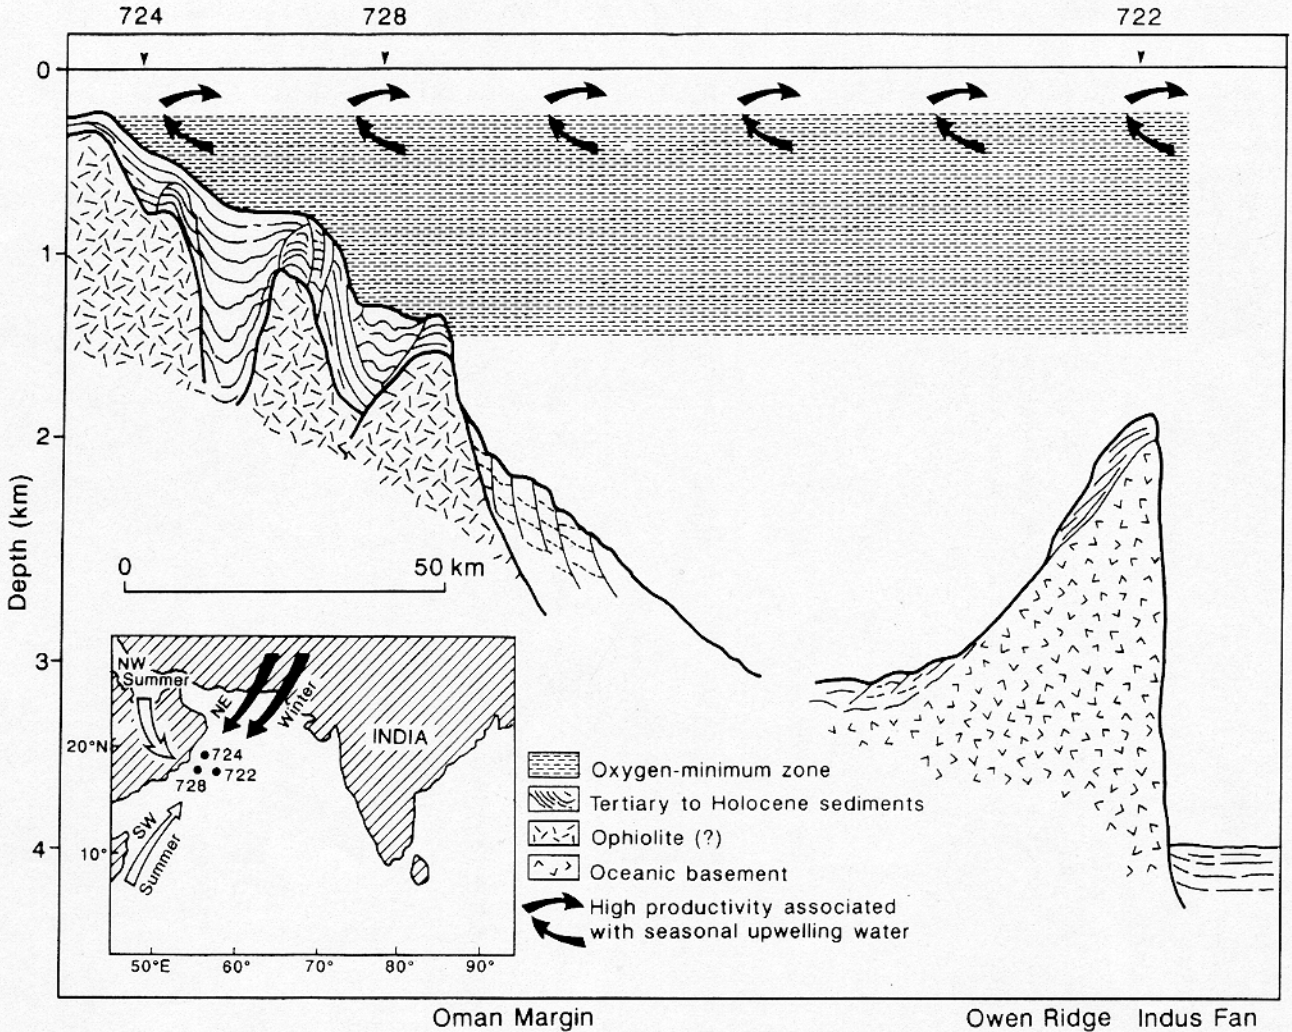 724
728
722
0
1
2
3
4
Depth (km)
0
50 km
NW
Summer
NE
Winter
INDIA
20°N
724
722
728
10°
SW
Summer
50°E
60°
70°
80°
90°
Oxygen-minimum zone
Tertiary to Holocene sediments
Ophiolite (?)
Oceanic basement
High productivity associated
with seasonal upwelling water
Oman Margin
Owen Ridge
Indus Fan